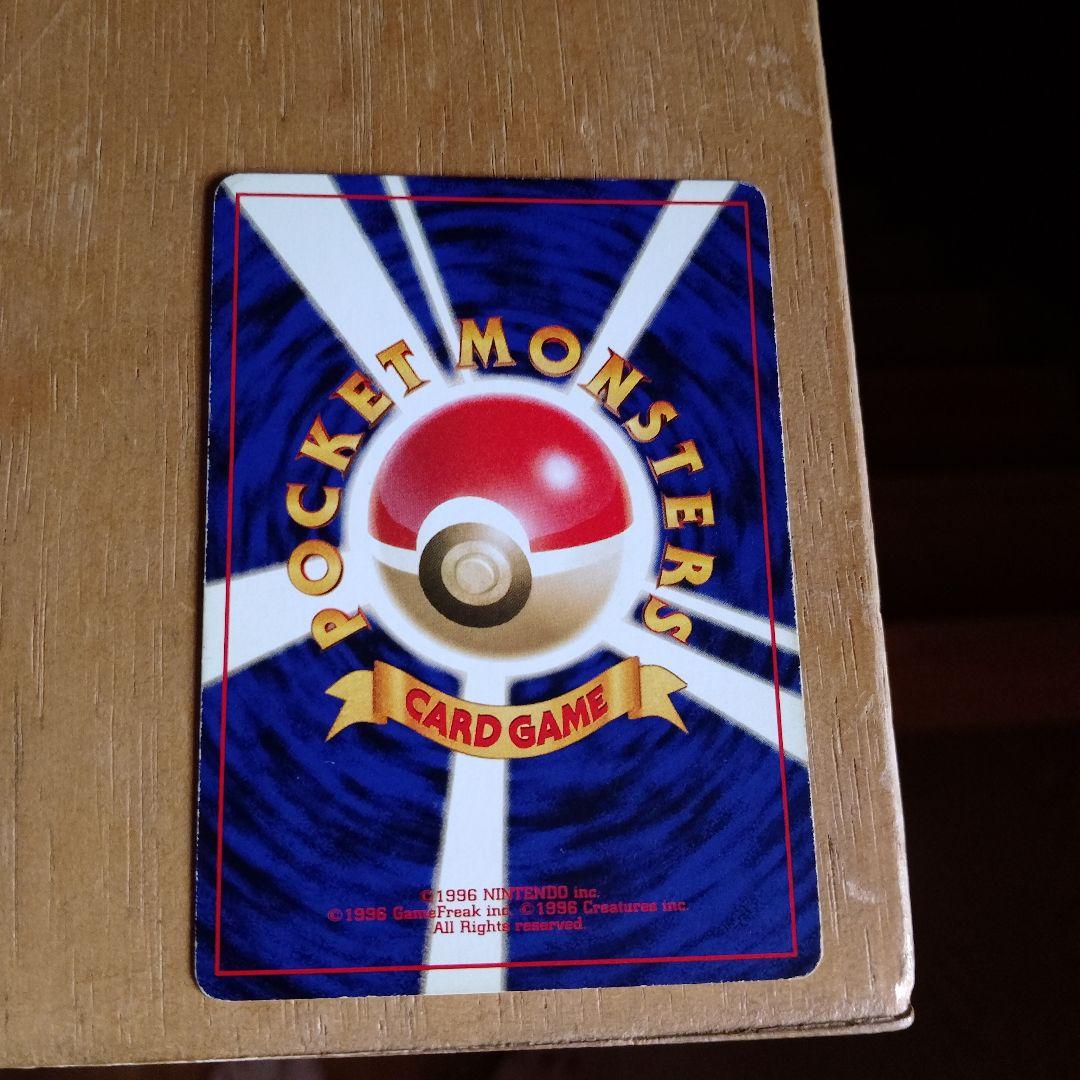 POCKET MONSTERS
CARD GAME
©1996 NINTENDO inc.
©1996 GameFreak inc. ©1996 Creatures inc.
All Rights reserved.